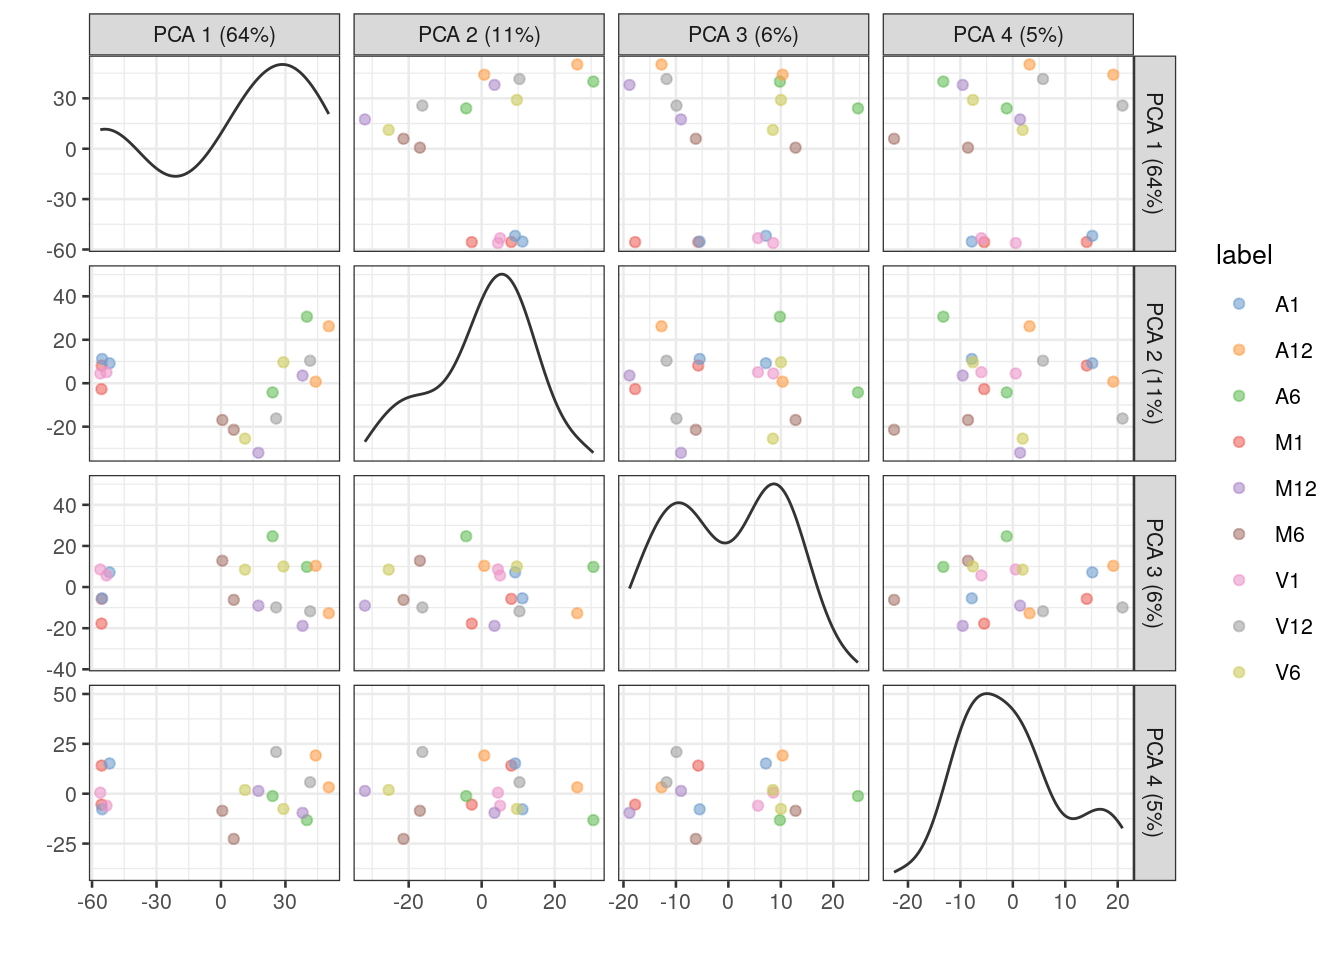 PCA 1 (64%) PCA 2 (11%) PCA 3 (6%) PCA 4 (5%)
30
0
-30
-60
PCA 1 (64%)
40
20
0
-20
PCA 2 (11%)
40
20
0
-20
-40
PCA 3 (6%)
50
25
0
-25
PCA 4 (5%)
-60 -30 0 30 -20 0 20 -20 -10 0 10 20 -20 -10 0 10 20
label
A1
A12
A6
M1
M12
M6
V1
V12
V6